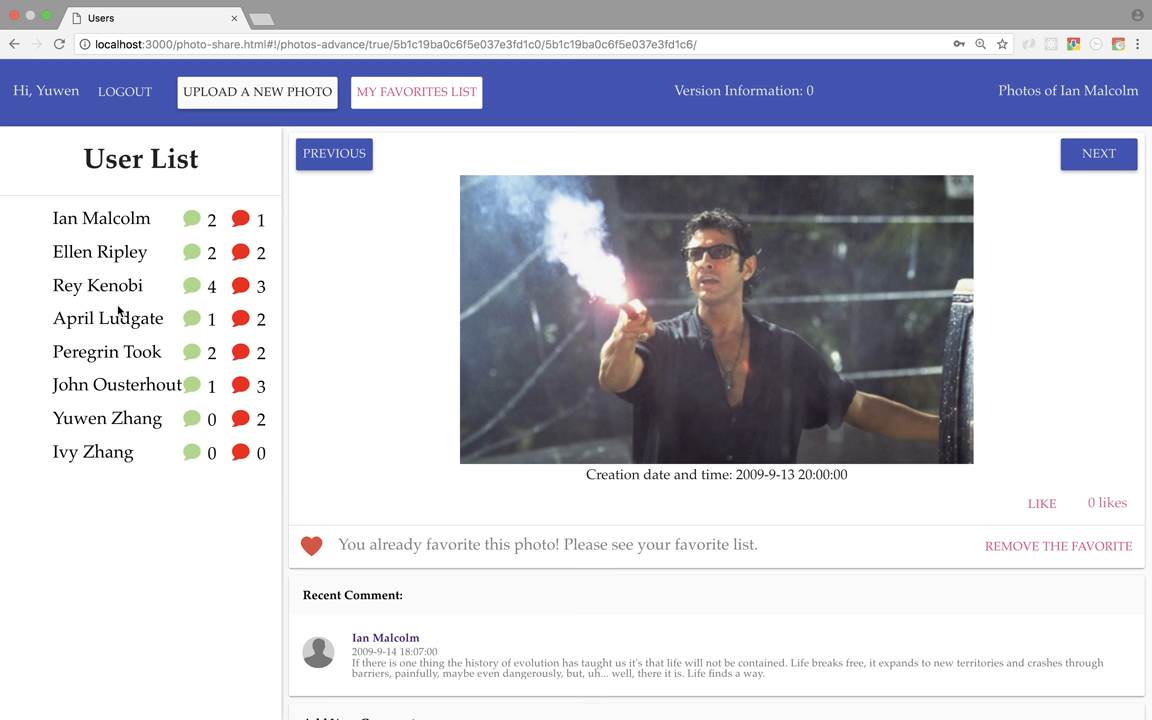 Users
localhost:3000/photo-share.html#!/photos-advance/true/5b1c19ba0c6f5e037e3fd1c0/5b1c19ba0c6f5e037e3fd1c6/
Hi, Yuwen LOGOUT UPLOAD A NEW PHOTO MY FAVORITES LIST Version Information: 0 Photos of Ian Malcolm
User List
Ian Malcolm 2 1
Ellen Ripley 2 2
Rey Kenobi 4 3
April Ludgate 1 2
Peregrin Took 2 2
John Ousterhout 1 3
Yuwen Zhang 0 2
Ivy Zhang 0 0
PREVIOUS NEXT
Creation date and time: 2009-9-13 20:00:00
LIKE 0 likes
You already favorite this photo! Please see your favorite list. REMOVE THE FAVORITE
Recent Comment:
Ian Malcolm
2009-9-14 18:07:00
If there is one thing the history of evolution has taught us it's that life will not be contained. Life breaks free, it expands to new territories and crashes through
barriers, painfully, maybe even dangerously, but, uh... well, there it is. Life finds a way.